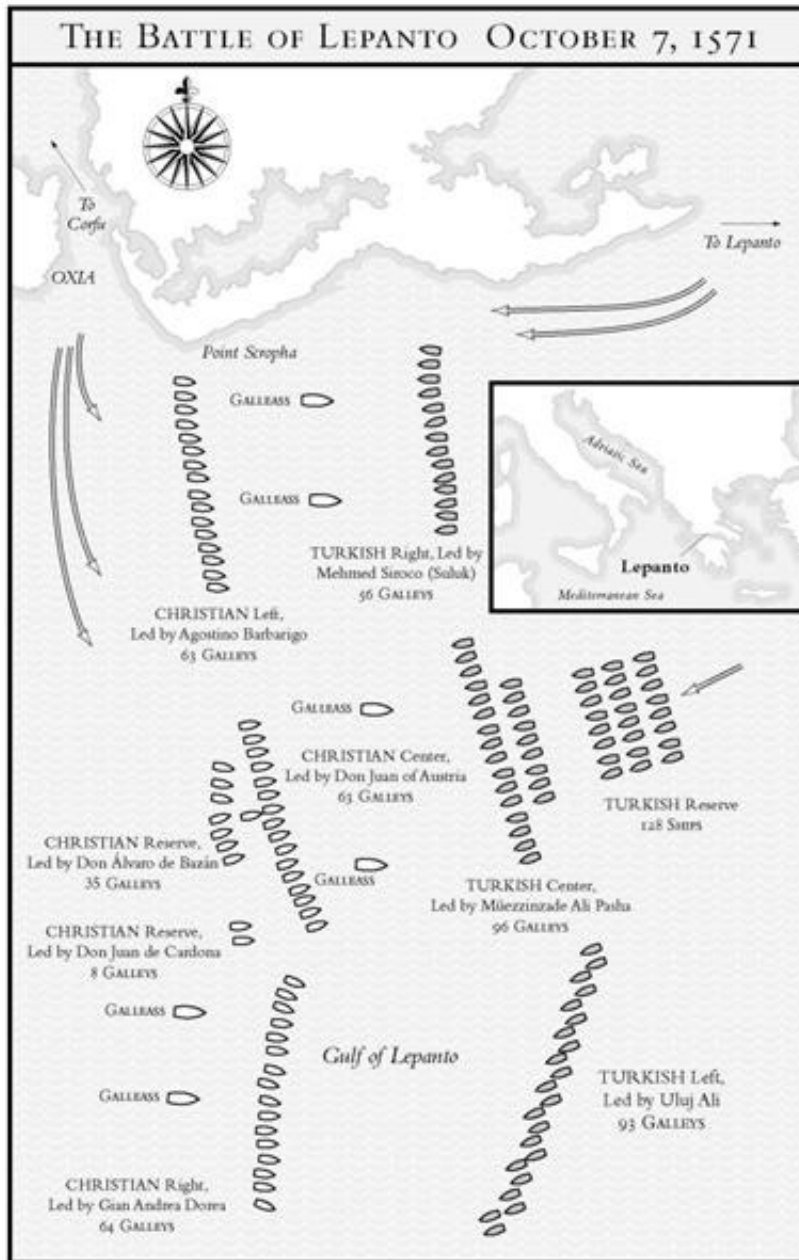 THE BATTLE OF LEPANTO OCTOBER 7, 1571
To
Corfu
OXIA
To Lepanto
Point Scropha
GALLEASS
GALLEASS
TURKISH Right, Led by
Mehmed Siroco (Suluk)
56 GALLEYS
Adriatic Sea
Lepanto
Mediterranean Sea
CHRISTIAN Left,
Led by Agostino Barbarigo
63 GALLEYS
GALLEASS
CHRISTIAN Center,
Led by Don Juan of Austria
63 GALLEYS
TURKISH Reserve
128 SHIPS
CHRISTIAN Reserve,
Led by Don Álvaro de Bazán
35 GALLEYS
GALLEASS
TURKISH Center,
Led by Müezzinzade Ali Pasha
96 GALLEYS
CHRISTIAN Reserve,
Led by Don Juan de Cardona
8 GALLEYS
GALLEASS
Gulf of Lepanto
GALLEASS
TURKISH Left,
Led by Uluj Ali
93 GALLEYS
CHRISTIAN Right,
Led by Gian Andrea Dorea
64 GALLEYS